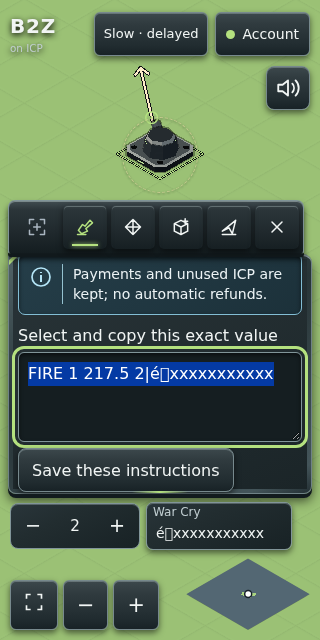 B2Z
on ICP
Slow · delayed
Account
Payments and unused ICP are
kept; no automatic refunds.
Select and copy this exact value
FIRE 1 217.5 2|é▯xxxxxxxxxxx
Save these instructions
− 2 +
War Cry
é▯xxxxxxxxxxx
− +